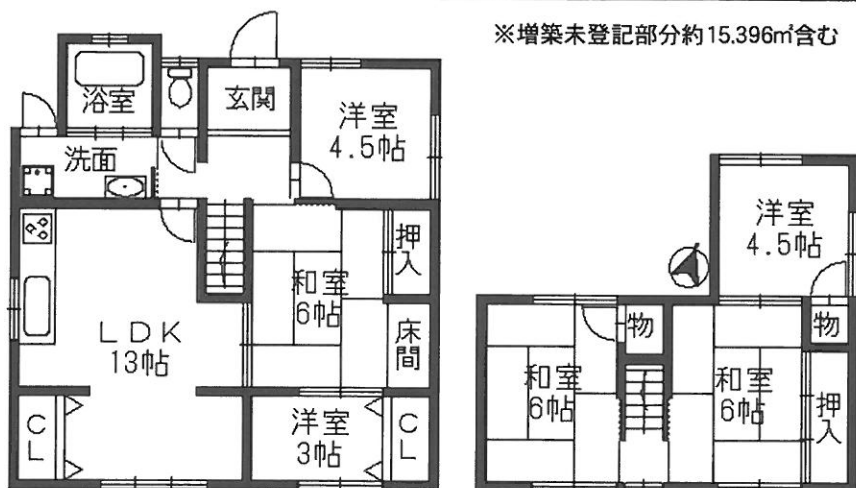 ※増築未登記部分約15.396㎡含む
浴室
玄関
洋室
4.5帖
洗面
和室
6帖
押入
床間
LDK
13帖
CL
洋室
3帖
CL
洋室
4.5帖
物
物
和室
6帖
和室
6帖
押入